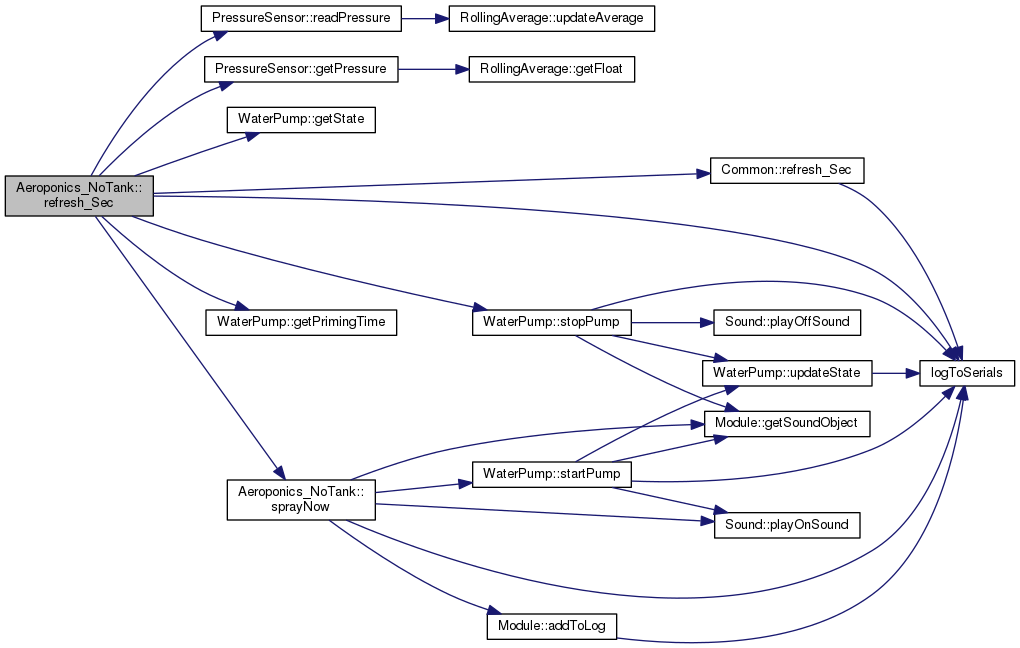 PressureSensor::readPressure
RollingAverage::updateAverage
PressureSensor::getPressure
RollingAverage::getFloat
WaterPump::getState
Common::refresh_Sec
Aeroponics_NoTank::
refresh_Sec
WaterPump::getPrimingTime
WaterPump::stopPump
Sound::playOffSound
WaterPump::updateState
logToSerials
Module::getSoundObject
WaterPump::startPump
Aeroponics_NoTank::
sprayNow
Sound::playOnSound
Module::addToLog